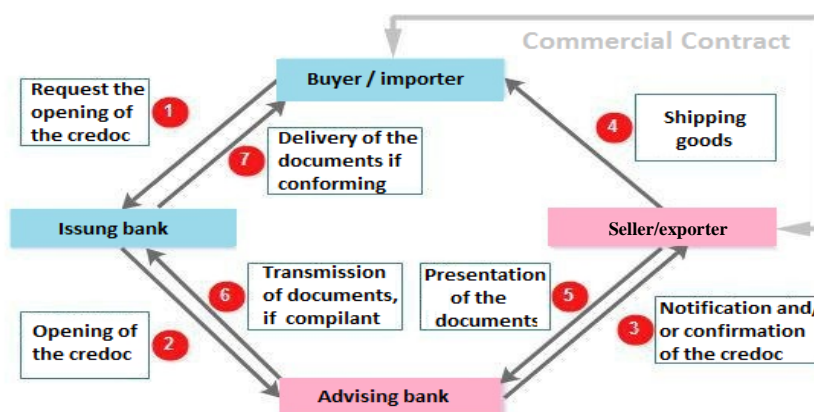 Commercial Contract
Buyer / importer
Request the
opening of
the credoc
1
4
Shipping
goods
7
Delivery of the
documents if
conforming
Issung bank
Seller/exporter
6
Transmission
of documents,
if compilant
Presentation
of the
documents
5
Opening of
the credoc
2
3
Notification and/
or confirmation
of the credoc
Advising bank